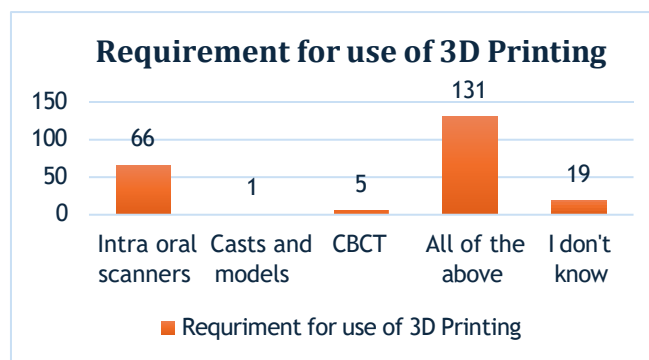 Requirement for use of 3D Printing
150
100
50
0
66
1
5
131
19
Intra oral scanners
Casts and models
CBCT
All of the above
I don't know
Requriment for use of 3D Printing